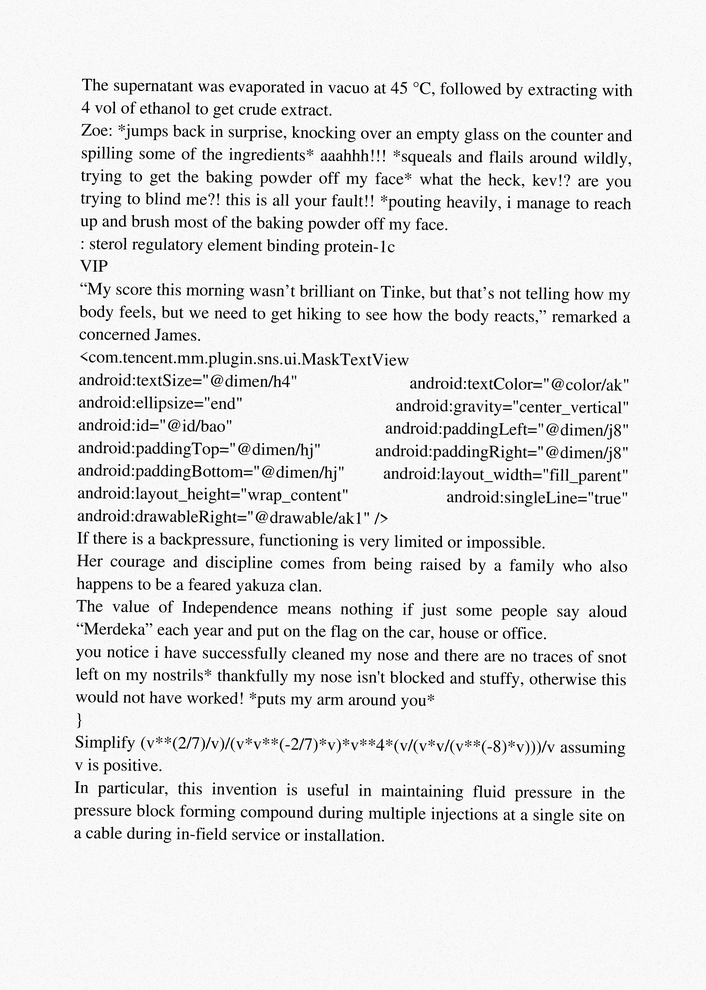 The supernatant was evaporated in vacuo at 45 °C, followed by extracting with
4 vol of ethanol to get crude extract.
Zoe: *jumps back in surprise, knocking over an empty glass on the counter and
spilling some of the ingredients* aaahhh!!! *squeals and flails around wildly,
trying to get the baking powder off my face* what the heck, kev!? are you
trying to blind me?! this is all your fault!! *pouting heavily, i manage to reach
up and brush most of the baking powder off my face.
: sterol regulatory element binding protein-1c
VIP
“My score this morning wasn’t brilliant on Tinke, but that’s not telling how my
body feels, but we need to get hiking to see how the body reacts,” remarked a
concerned James.
<com.tencent.mm.plugin.sns.ui.MaskTextView
android:textSize="@dimen/h4" android:textColor="@color/ak"
android:ellipsize="end" android:gravity="center_vertical"
android:id="@id/bao" android:paddingLeft="@dimen/j8"
android:paddingTop="@dimen/hj" android:paddingRight="@dimen/j8"
android:paddingBottom="@dimen/hj" android:layout_width="fill_parent"
android:layout_height="wrap_content" android:singleLine="true"
android:drawableRight="@drawable/ak1" />
If there is a backpressure, functioning is very limited or impossible.
Her courage and discipline comes from being raised by a family who also
happens to be a feared yakuza clan.
The value of Independence means nothing if just some people say aloud
“Merdeka” each year and put on the flag on the car, house or office.
you notice i have successfully cleaned my nose and there are no traces of snot
left on my nostrils* thankfully my nose isn't blocked and stuffy, otherwise this
would not have worked! *puts my arm around you*
}
Simplify (v**(2/7)/v)/(v*v**(-2/7)*v)*v**4*(v/(v*v/(v**(-8)*v)))/v assuming
v is positive.
In particular, this invention is useful in maintaining fluid pressure in the
pressure block forming compound during multiple injections at a single site on
a cable during in-field service or installation.